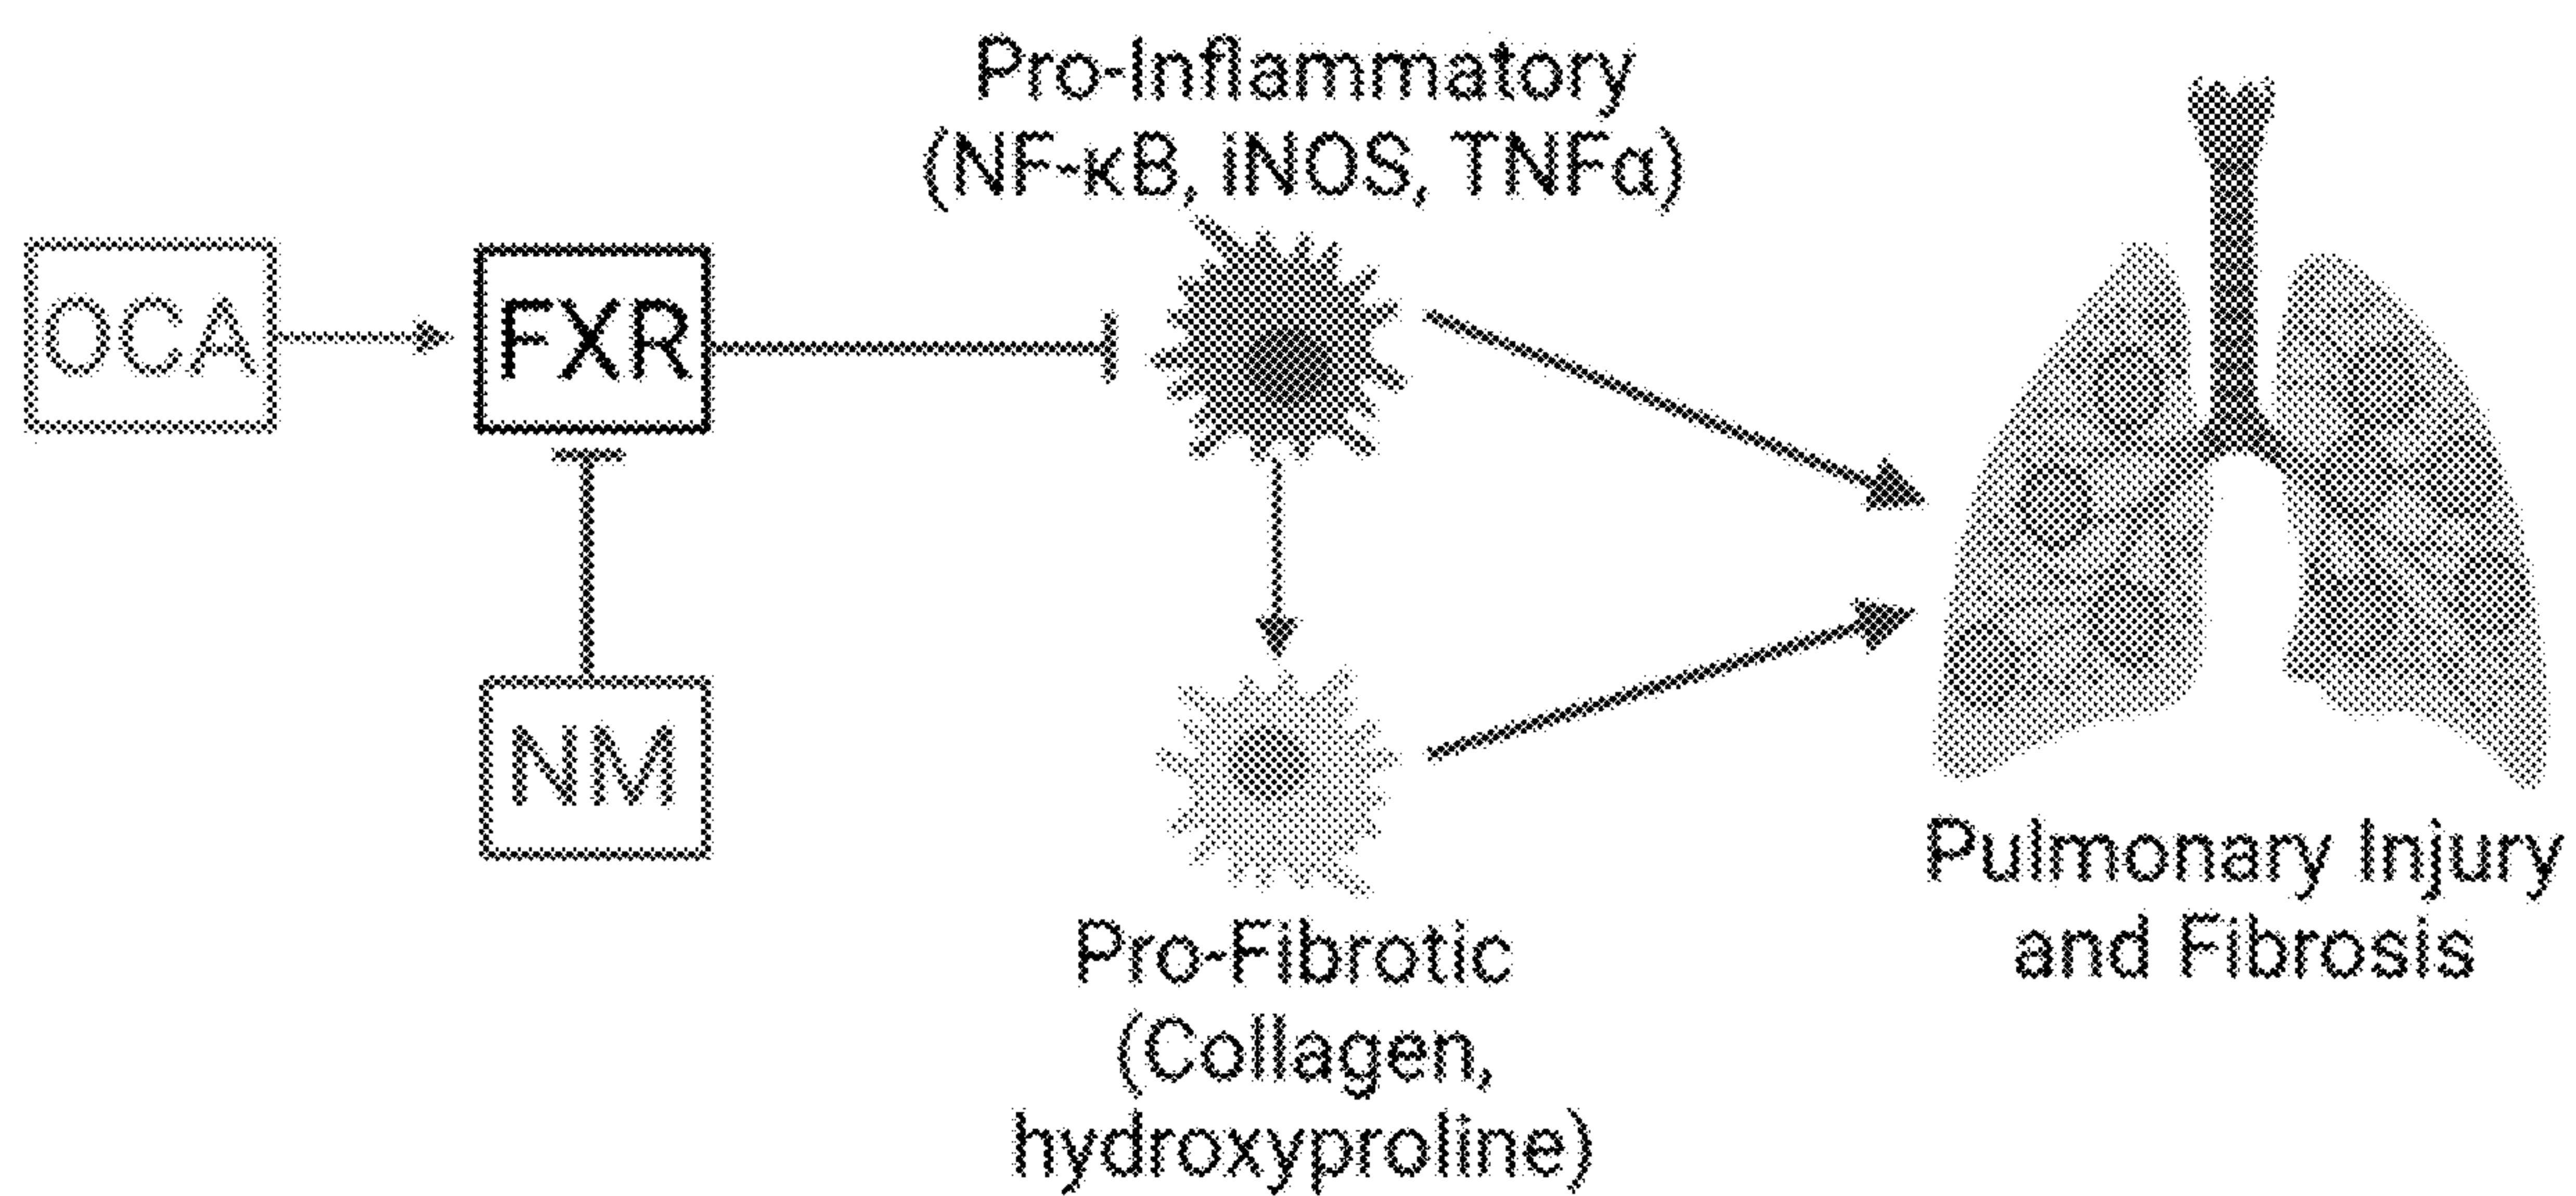 Pro-Inflammatory
(NF-κB, iNOS, TNFα)
OCA
FXR
NM
Pro-Fibrotic
(Collagen,
hydroxyproline)
Pulmonary Injury
and Fibrosis